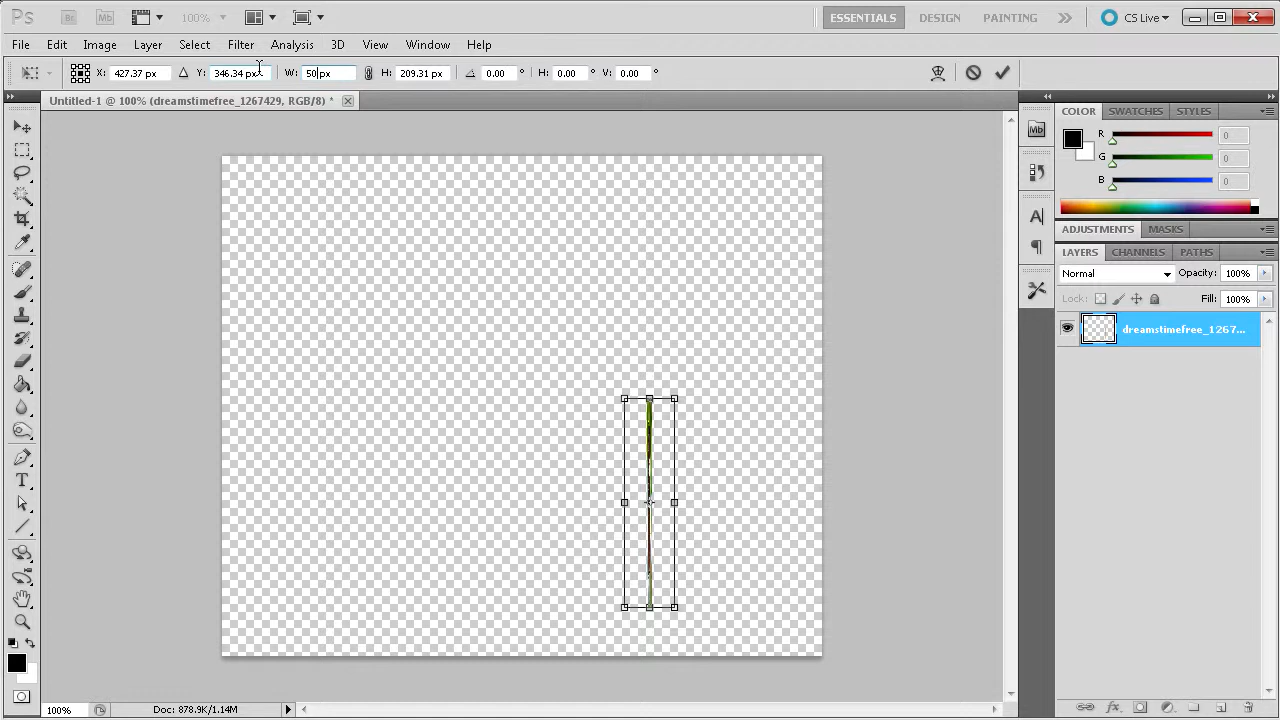 Ps Br Mb 100% ESSENTIALS DESIGN PAINTING CS Live
File Edit Image Layer Select Analysis 3D View Window Help
Filter
X: 427.37 px Y: 346.34 px W: 50 px H: 209.31 px 0.00 ° H: 0.00 ° V: 0.00 °
Untitled-1 @ 100% (dreamstimefree_1267429, RGB/8) *
COLOR SWATCHES STYLES
Mb
R 0
G 0
B 0
ADJUSTMENTS MASKS
LAYERS CHANNELS PATHS
Normal Opacity: 100%
Lock: Fill: 100%
dreamstimefree_1267...
T
100% Doc: 878.9K/1.14M